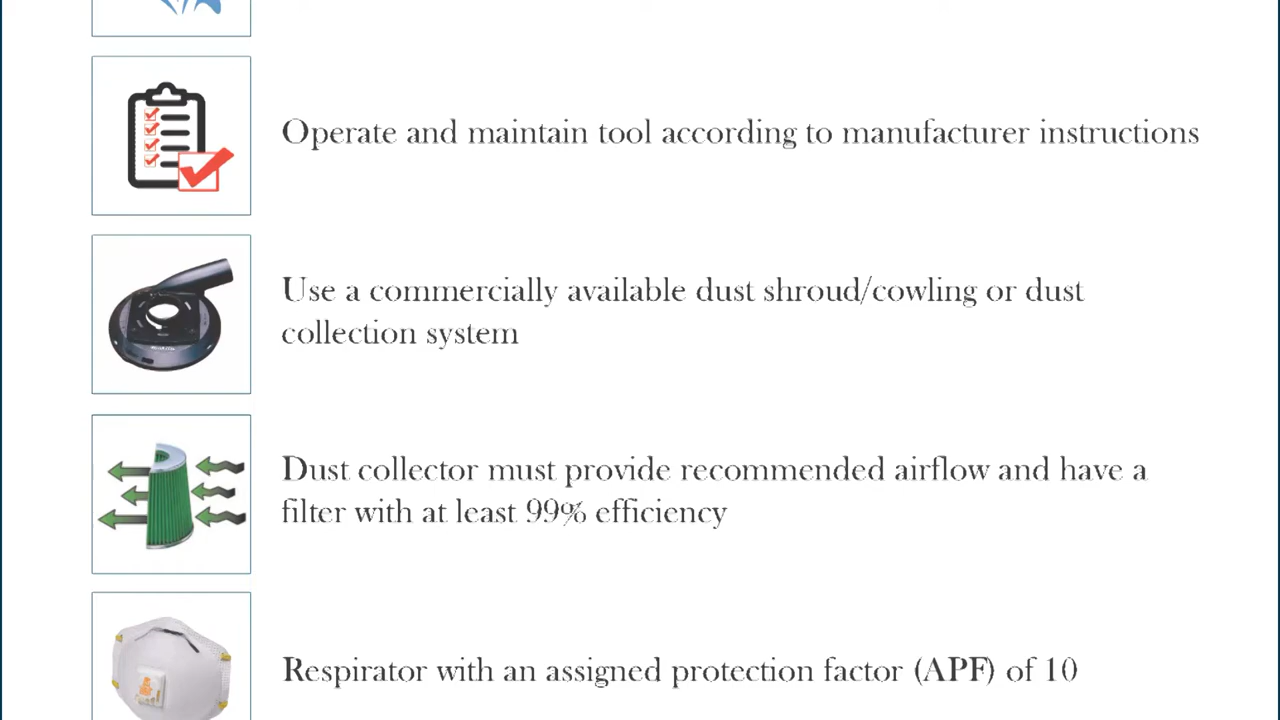 Operate and maintain tool according to manufacturer instructions
Use a commercially available dust shroud/cowling or dust
collection system
Dust collector must provide recommended airflow and have a
filter with at least 99% efficiency
Respirator with an assigned protection factor (APF) of 10